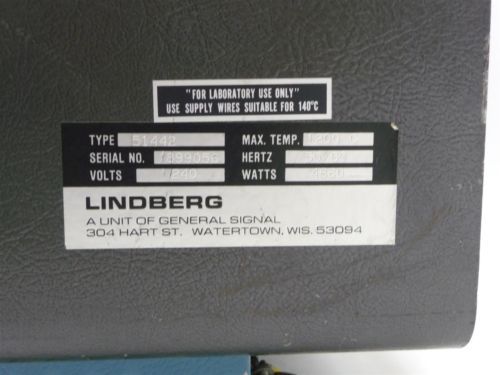 "FOR LABORATORY USE ONLY"
USE SUPPLY WIRES SUITABLE FOR 140°C
TYPE 51442 MAX. TEMP.
SERIAL NO. HERTZ
VOLTS 240 WATTS
LINDBERG
A UNIT OF GENERAL SIGNAL
304 HART ST. WATERTOWN, WIS. 53094